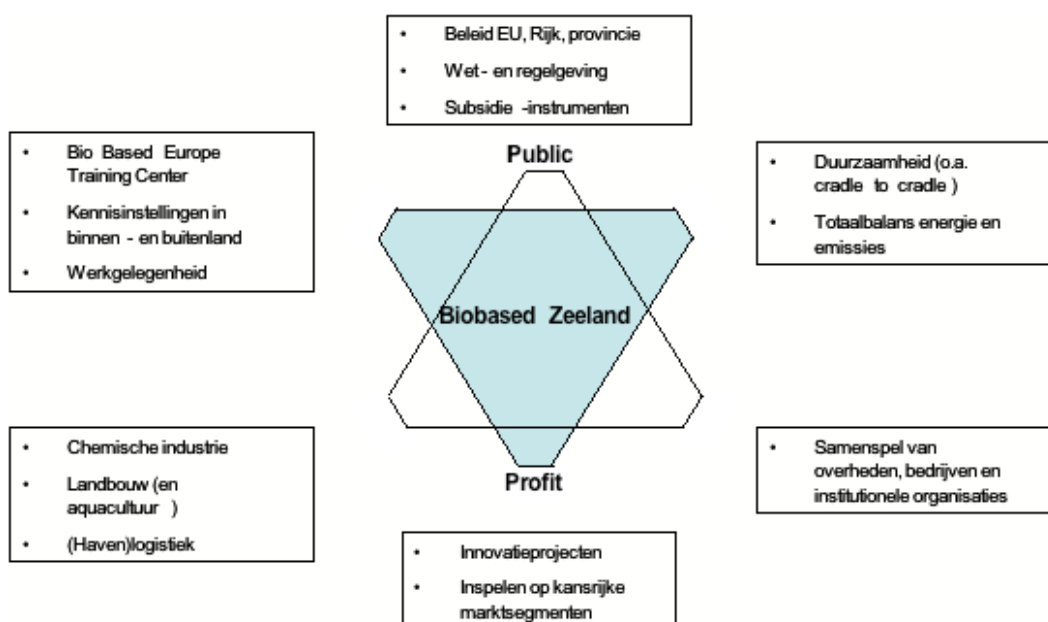 • Beleid EU, Rijk, provincie
• Wet- en regelgeving
• Subsidie -instrumenten
• Bio Based Europe
Training Center
• Kennisinstellingen in
binnen - en buitenland
• Werkgelegenheid
Public
• Duurzaamheid (o.a.
cradle to cradle )
• Totaalbalans energie en
emissies
Biobased Zeeland
• Chemische industrie
• Landbouw (en
aquacultuur )
• (Haven)logistiek
Profit
• Samenspel van
overheden, bedrijven en
institutionele organisaties
• Innovatieprojecten
• Inspelen op kansrijke
marktsegmenten